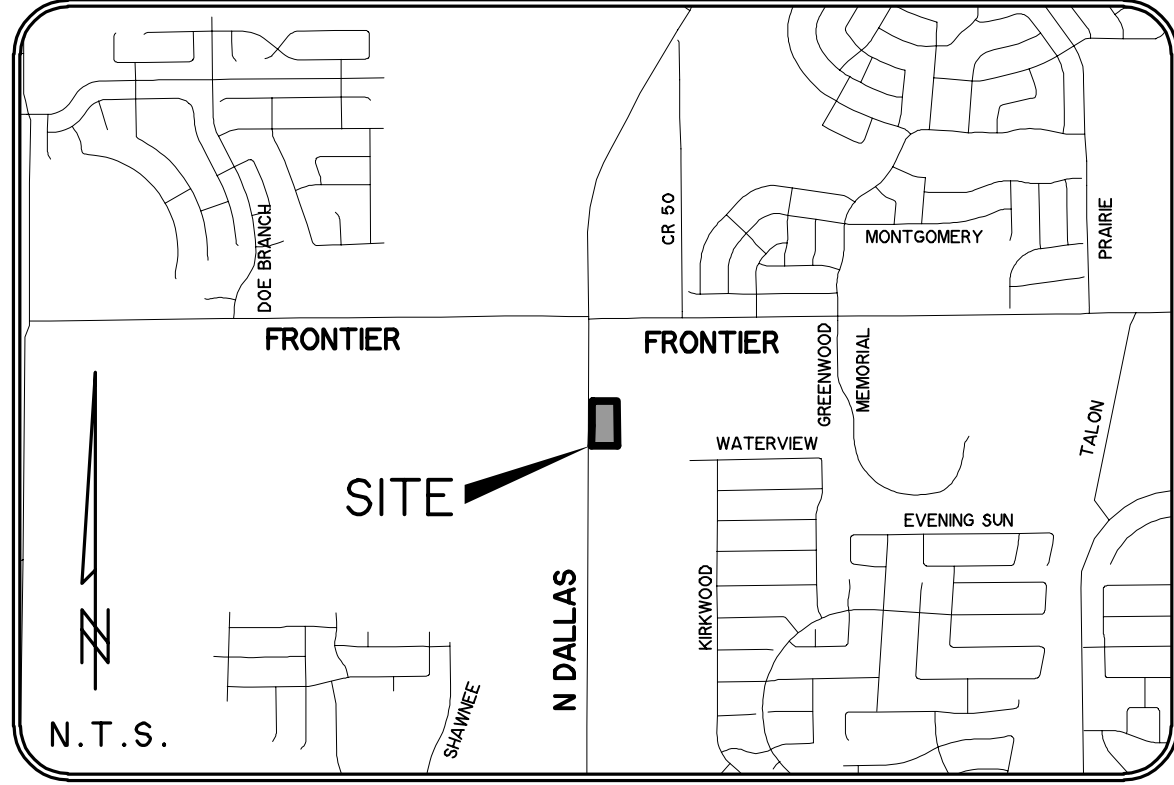 CR 50
PRAIRIE
DOE BRANCH
MONTGOMERY
FRONTIER
FRONTIER
GREENWOOD
MEMORIAL
TALON
WATERVIEW
SITE
EVENING SUN
KIRKWOOD
N DALLAS
SHAWNEE
N
N.T.S.